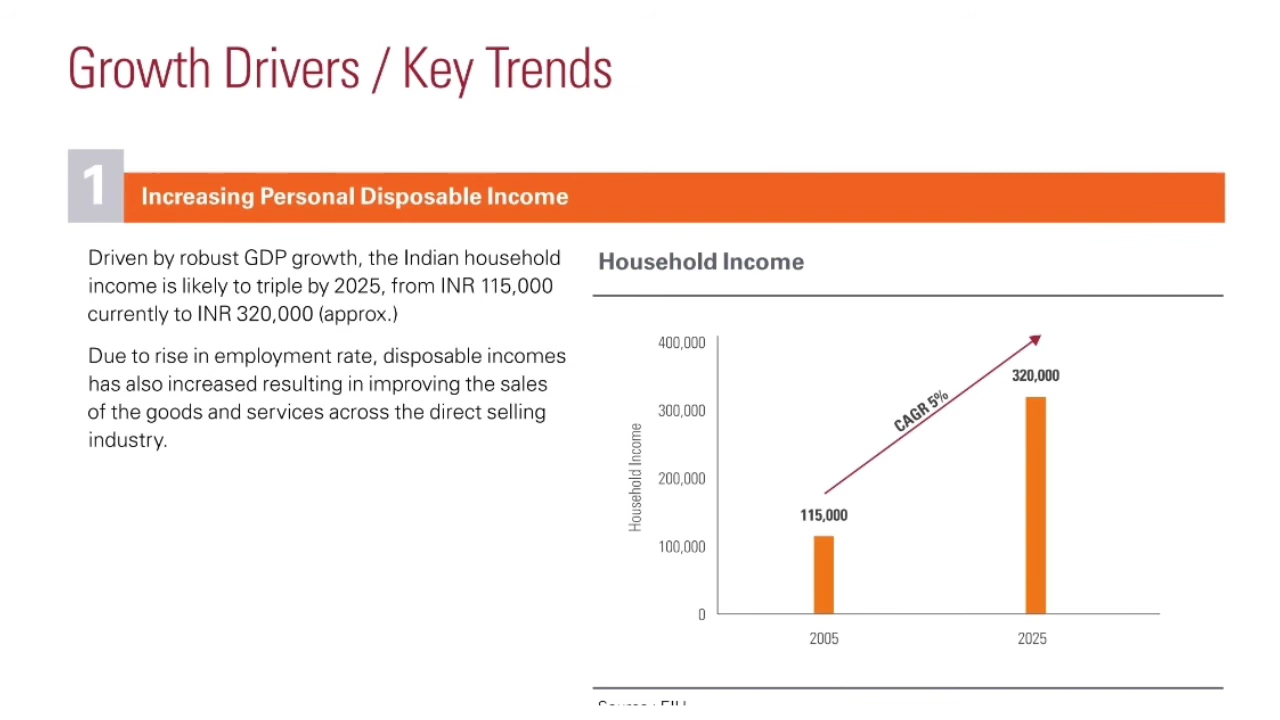 Growth Drivers / Key Trends
1
Increasing Personal Disposable Income
Driven by robust GDP growth, the Indian household
income is likely to triple by 2025, from INR 115,000
currently to INR 320,000 (approx.)
Due to rise in employment rate, disposable incomes
has also increased resulting in improving the sales
of the goods and services across the direct selling
industry.
Household Income
400,000
300,000
200,000
100,000
0
Household Income
115,000
CAGR 5%
320,000
2005
2025